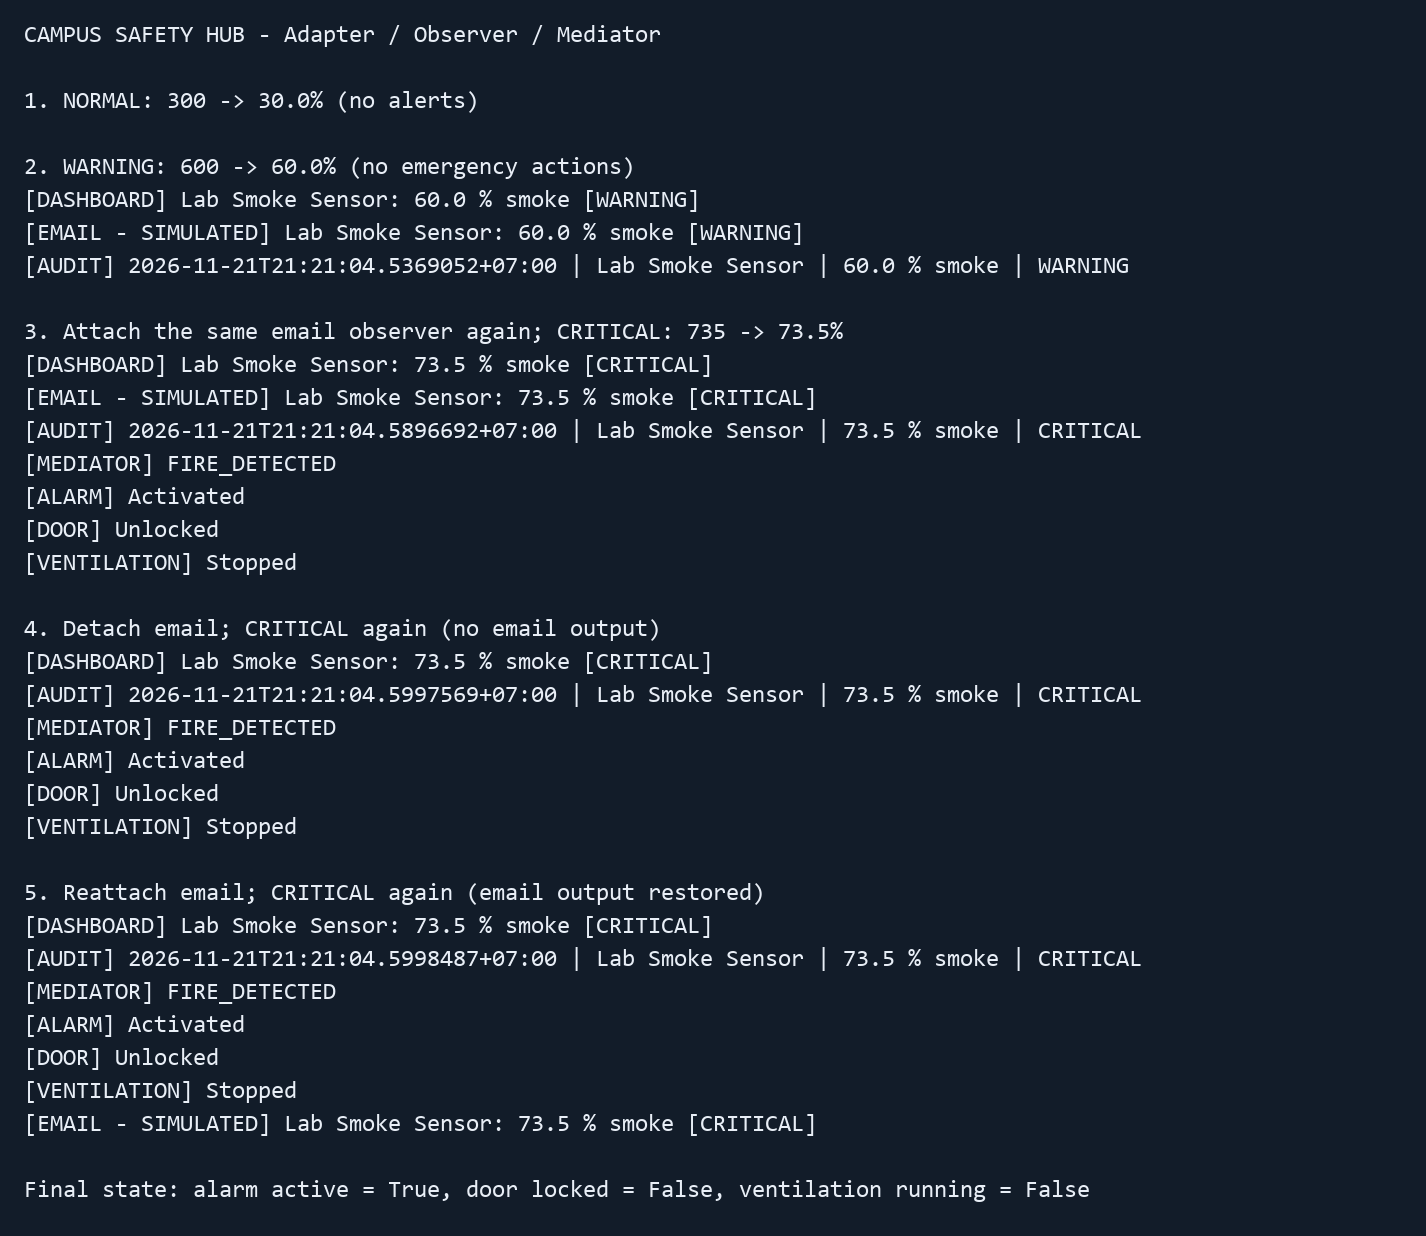 CAMPUS SAFETY HUB - Adapter / Observer / Mediator
1. NORMAL: 300 -> 30.0% (no alerts)
2. WARNING: 600 -> 60.0% (no emergency actions)
[DASHBOARD] Lab Smoke Sensor: 60.0 % smoke [WARNING]
[EMAIL - SIMULATED] Lab Smoke Sensor: 60.0 % smoke [WARNING]
[AUDIT] 2026-11-21T21:21:04.5369052+07:00 | Lab Smoke Sensor | 60.0 % smoke | WARNING
3. Attach the same email observer again; CRITICAL: 735 -> 73.5%
[DASHBOARD] Lab Smoke Sensor: 73.5 % smoke [CRITICAL]
[EMAIL - SIMULATED] Lab Smoke Sensor: 73.5 % smoke [CRITICAL]
[AUDIT] 2026-11-21T21:21:04.5896692+07:00 | Lab Smoke Sensor | 73.5 % smoke | CRITICAL
[MEDIATOR] FIRE_DETECTED
[ALARM] Activated
[DOOR] Unlocked
[VENTILATION] Stopped
4. Detach email; CRITICAL again (no email output)
[DASHBOARD] Lab Smoke Sensor: 73.5 % smoke [CRITICAL]
[AUDIT] 2026-11-21T21:21:04.5997569+07:00 | Lab Smoke Sensor | 73.5 % smoke | CRITICAL
[MEDIATOR] FIRE_DETECTED
[ALARM] Activated
[DOOR] Unlocked
[VENTILATION] Stopped
5. Reattach email; CRITICAL again (email output restored)
[DASHBOARD] Lab Smoke Sensor: 73.5 % smoke [CRITICAL]
[AUDIT] 2026-11-21T21:21:04.5998487+07:00 | Lab Smoke Sensor | 73.5 % smoke | CRITICAL
[MEDIATOR] FIRE_DETECTED
[ALARM] Activated
[DOOR] Unlocked
[VENTILATION] Stopped
[EMAIL - SIMULATED] Lab Smoke Sensor: 73.5 % smoke [CRITICAL]
Final state: alarm active = True, door locked = False, ventilation running = False